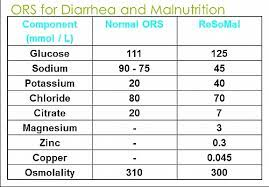 ORS for Diarrhea and Malnutrition
Component (mmol / L) Normal ORS ReSoMal
Glucose 111 125
Sodium 90 - 75 45
Potassium 20 40
Chloride 80 70
Citrate 20 7
Magnesium - 3
Zinc - 0.3
Copper - 0.045
Osmolality 310 300